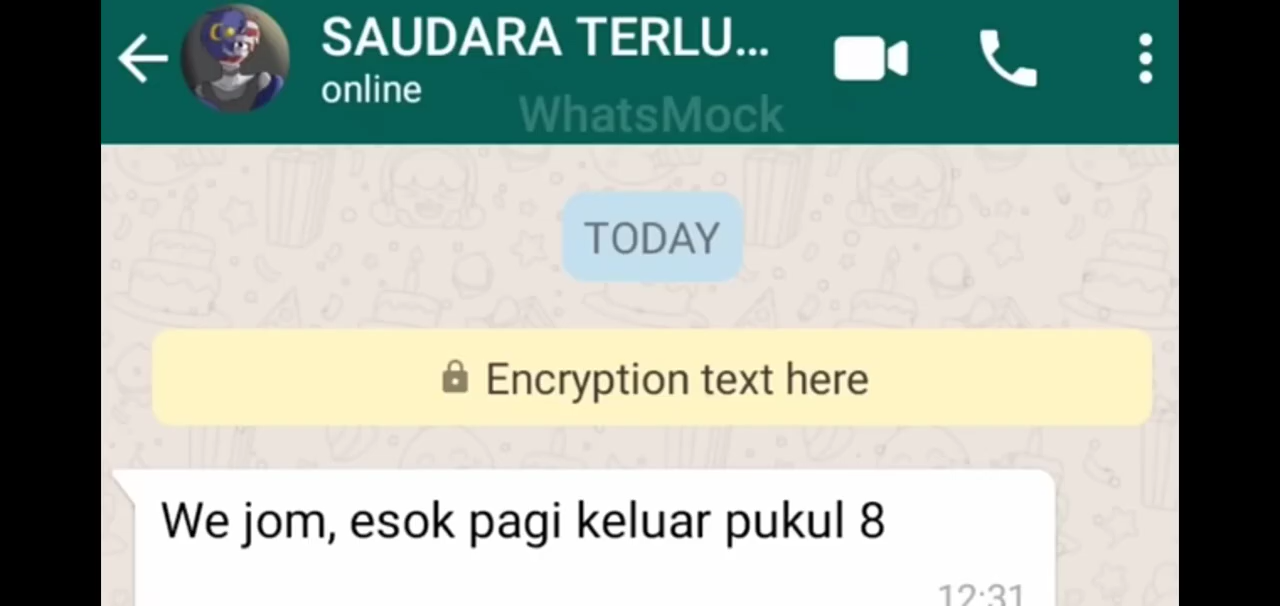 SAUDARA TERLU...
online
WhatsMock
TODAY
Encryption text here
We jom, esok pagi keluar pukul 8
12:31